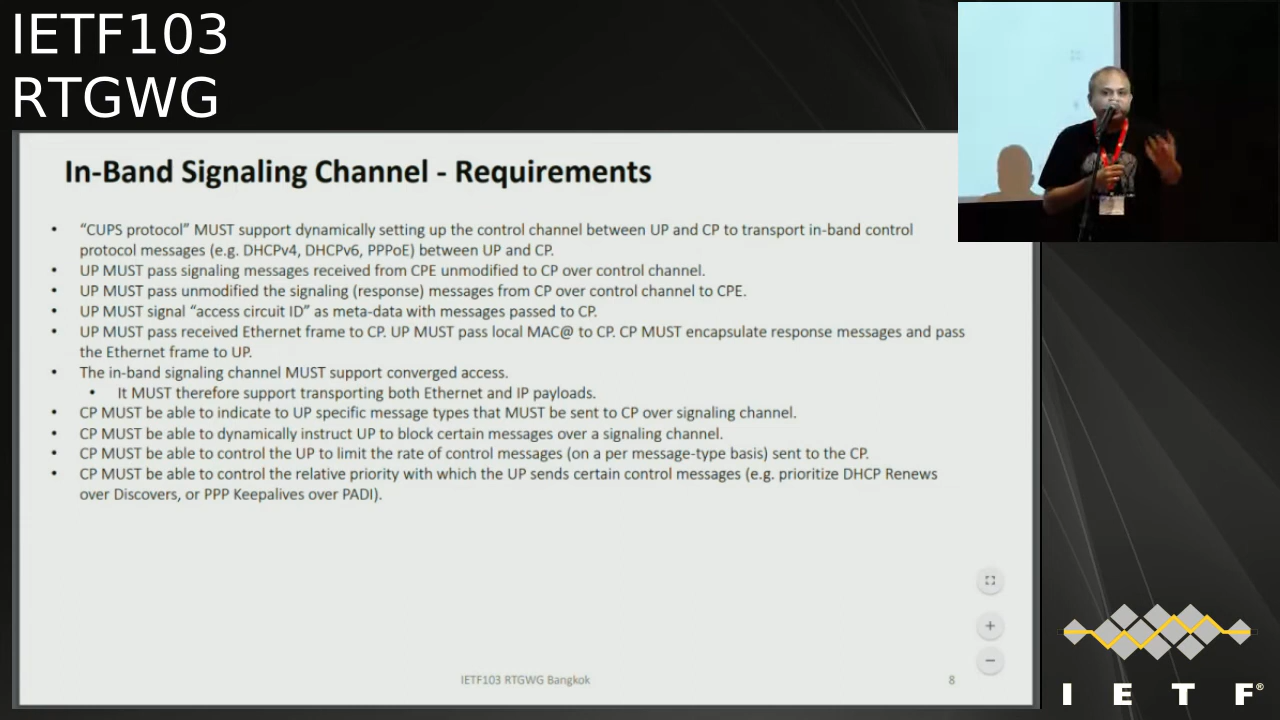 IETF103
RTGWG
In-Band Signaling Channel - Requirements
• “CUPS protocol” MUST support dynamically setting up the control channel between UP and CP to transport in-band control
protocol messages (e.g. DHCPv4, DHCPv6, PPPoE) between UP and CP.
• UP MUST pass signaling messages received from CPE unmodified to CP over control channel.
• UP MUST pass unmodified the signaling (response) messages from CP over control channel to CPE.
• UP MUST signal “access circuit ID” as meta-data with messages passed to CP.
• UP MUST pass received Ethernet frame to CP. UP MUST pass local MAC@ to CP. CP MUST encapsulate response messages and pass
the Ethernet frame to UP.
• The in-band signaling channel MUST support converged access.
• It MUST therefore support transporting both Ethernet and IP payloads.
• CP MUST be able to indicate to UP specific message types that MUST be sent to CP over signaling channel.
• CP MUST be able to dynamically instruct UP to block certain messages over a signaling channel.
• CP MUST be able to control the UP to limit the rate of control messages (on a per message-type basis) sent to the CP.
• CP MUST be able to control the relative priority with which the UP sends certain control messages (e.g. prioritize DHCP Renews
over Discovers, or PPP Keepalives over PADI).
IETF103 RTGWG Bangkok
8
I E T F®